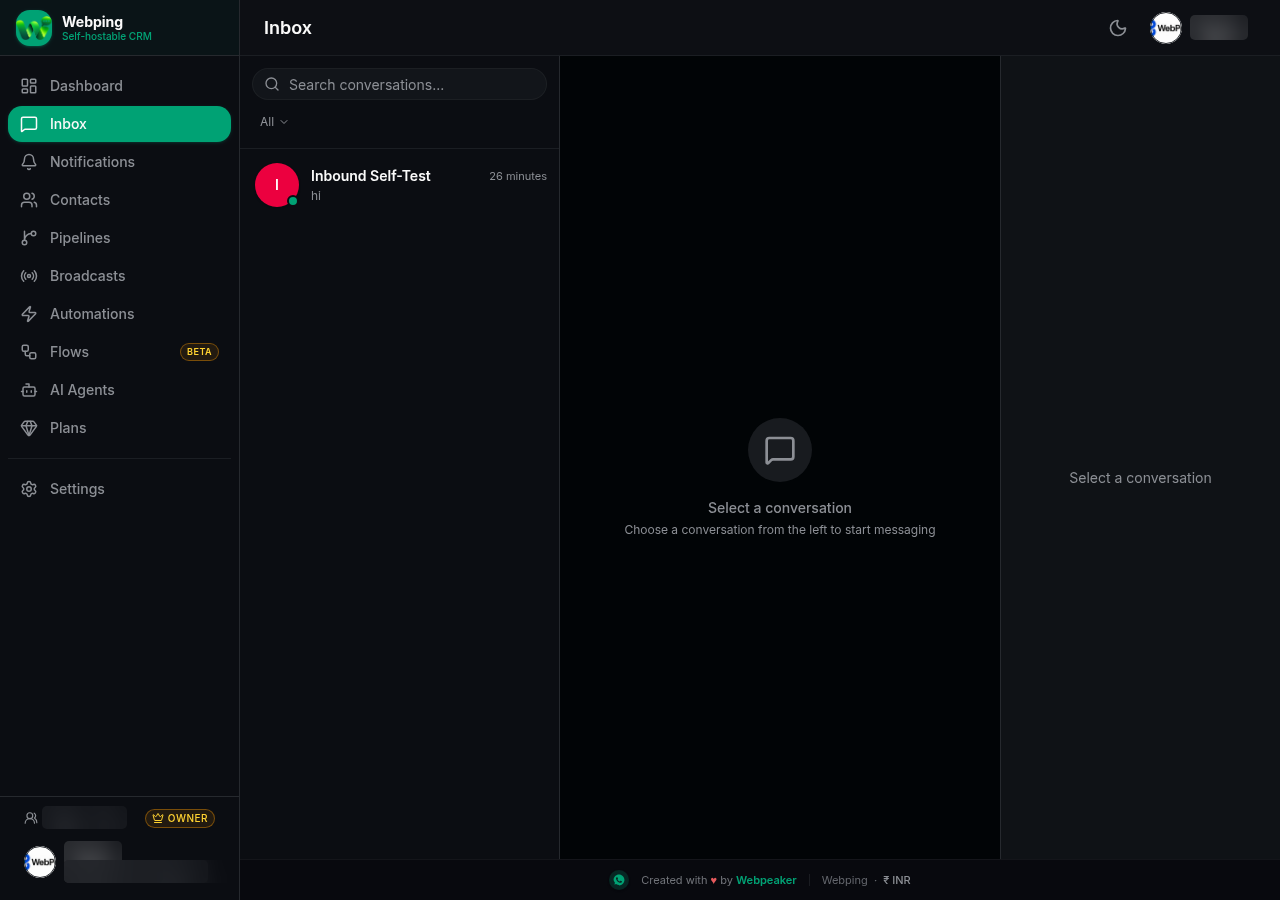 Webping
Self-hostable CRM
Inbox
WebP
Dashboard
Inbox
Notifications
Contacts
Pipelines
Broadcasts
Automations
Flows
BETA
AI Agents
Plans
Settings
OWNER
WebP
Search conversations...
All
I
Inbound Self-Test
26 minutes
hi
Select a conversation
Choose a conversation from the left to start messaging
Select a conversation
Created with ♥ by Webpeaker
Webping · ₹ INR